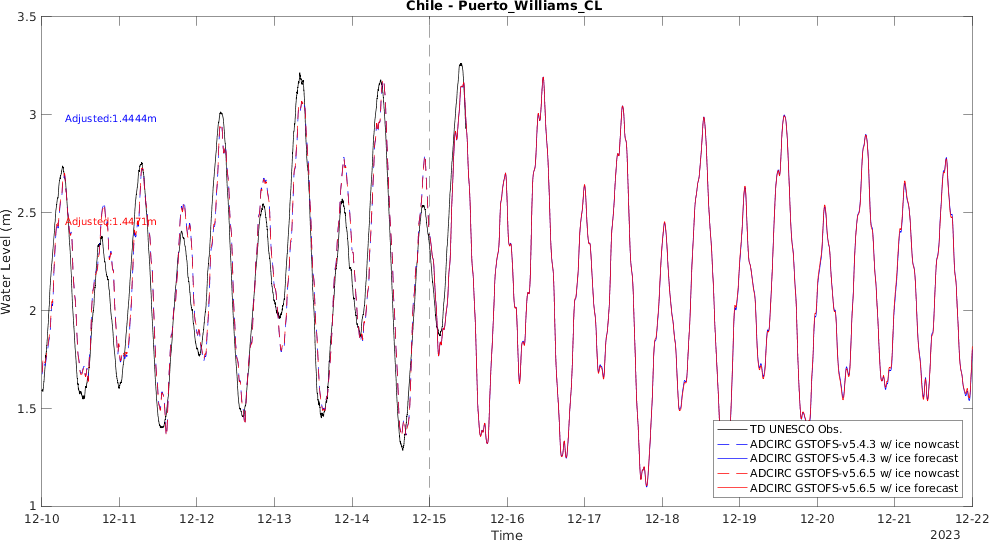 Chile - Puerto_Williams_CL
Water Level (m)
3.5
3
2.5
2
1.5
1
Adjusted:1.4444m
Adjusted:1.4471m
TD UNESCO Obs.
ADCIRC GSTOFS-v5.4.3 w/ ice nowcast
ADCIRC GSTOFS-v5.4.3 w/ ice forecast
ADCIRC GSTOFS-v5.6.5 w/ ice nowcast
ADCIRC GSTOFS-v5.6.5 w/ ice forecast
12-10 12-11 12-12 12-13 12-14 12-15 12-16 12-17 12-18 12-19 12-20 12-21 12-22
Time
2023